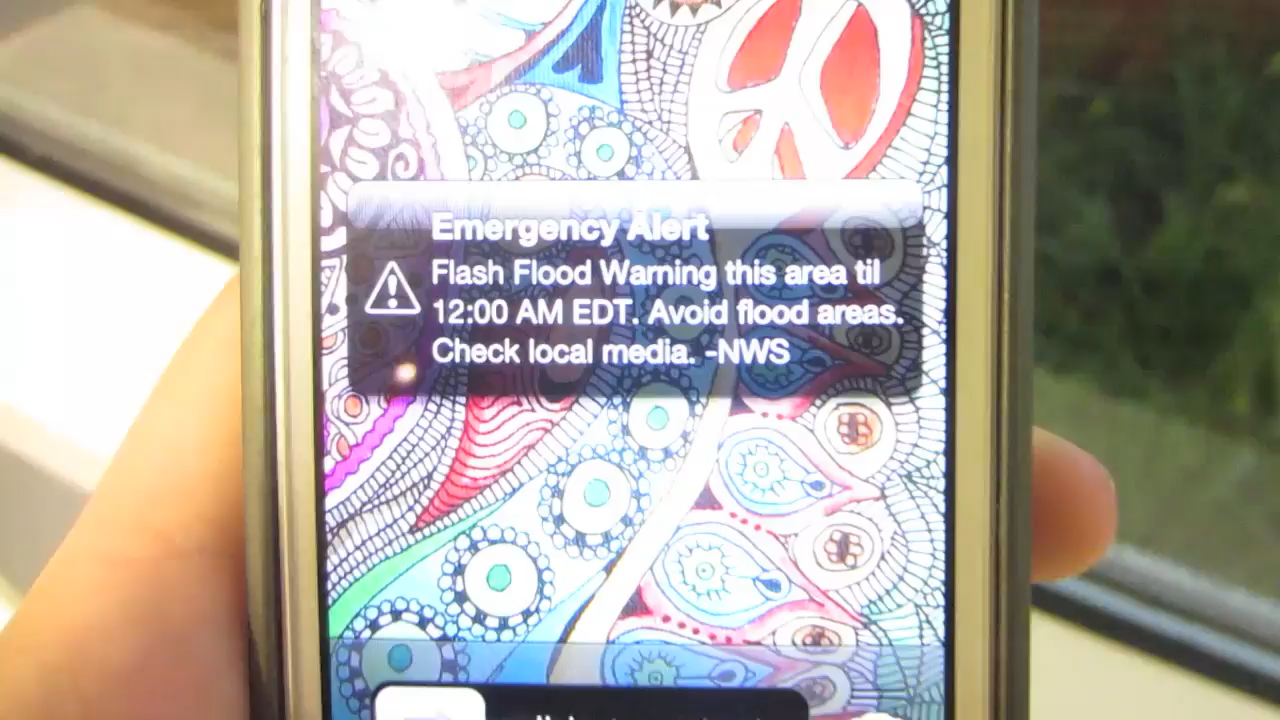 Emergency Alert
Flash Flood Warning this area til
12:00 AM EDT. Avoid flood areas.
Check local media. -NWS